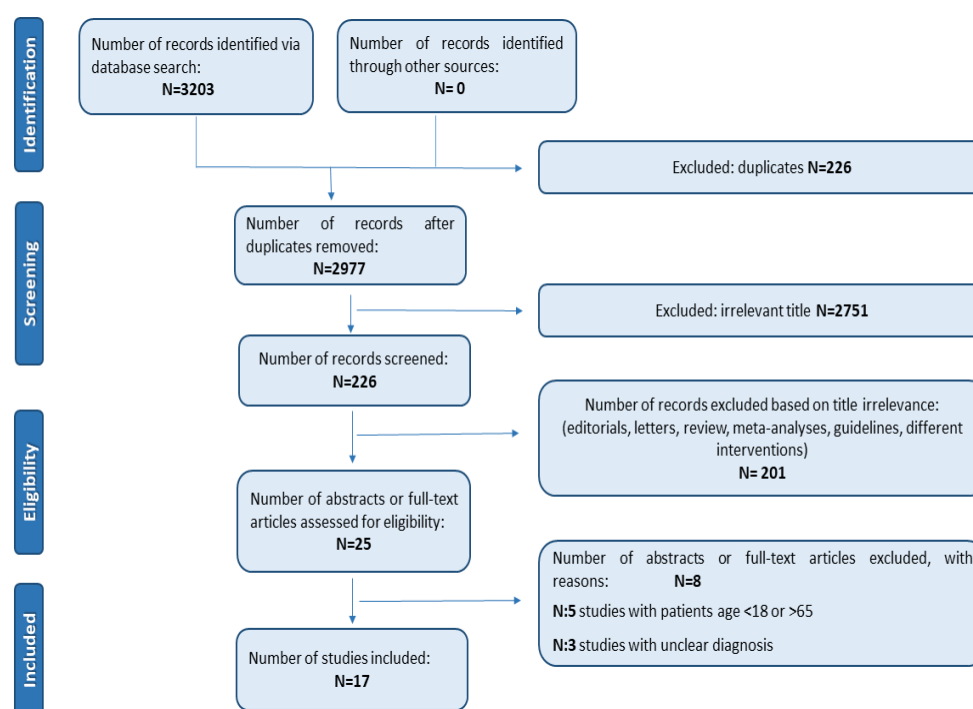 Identification
Number of records identified via
database search:
N=3203
Number of records identified
through other sources:
N= 0
Excluded: duplicates N=226
Screening
Number of records after
duplicates removed:
N=2977
Excluded: irrelevant title N=2751
Number of records screened:
N=226
Eligibility
Number of records excluded based on title irrelevance:
(editorials, letters, review, meta-analyses, guidelines, different
interventions)
N= 201
Number of abstracts or full-text
articles assessed for eligibility:
N=25
Number of abstracts or full-text articles excluded, with
reasons: N=8
N:5 studies with patients age <18 or >65
N:3 studies with unclear diagnosis
Included
Number of studies included:
N=17